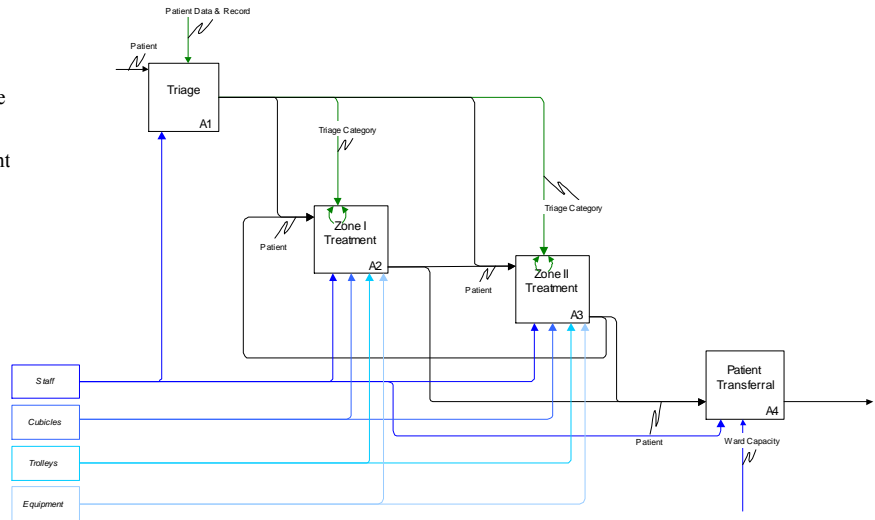 Patient Data & Record
Patient
e
Triage
A1
nt
Triage Category
Triage Category
Zone I
Treatment
A2
Patient
Zone II
Treatment
A3
Patient
Patient
Transferral
A4
Staff
Cubicles
Patient
Ward Capacity
Trolleys
Equipment